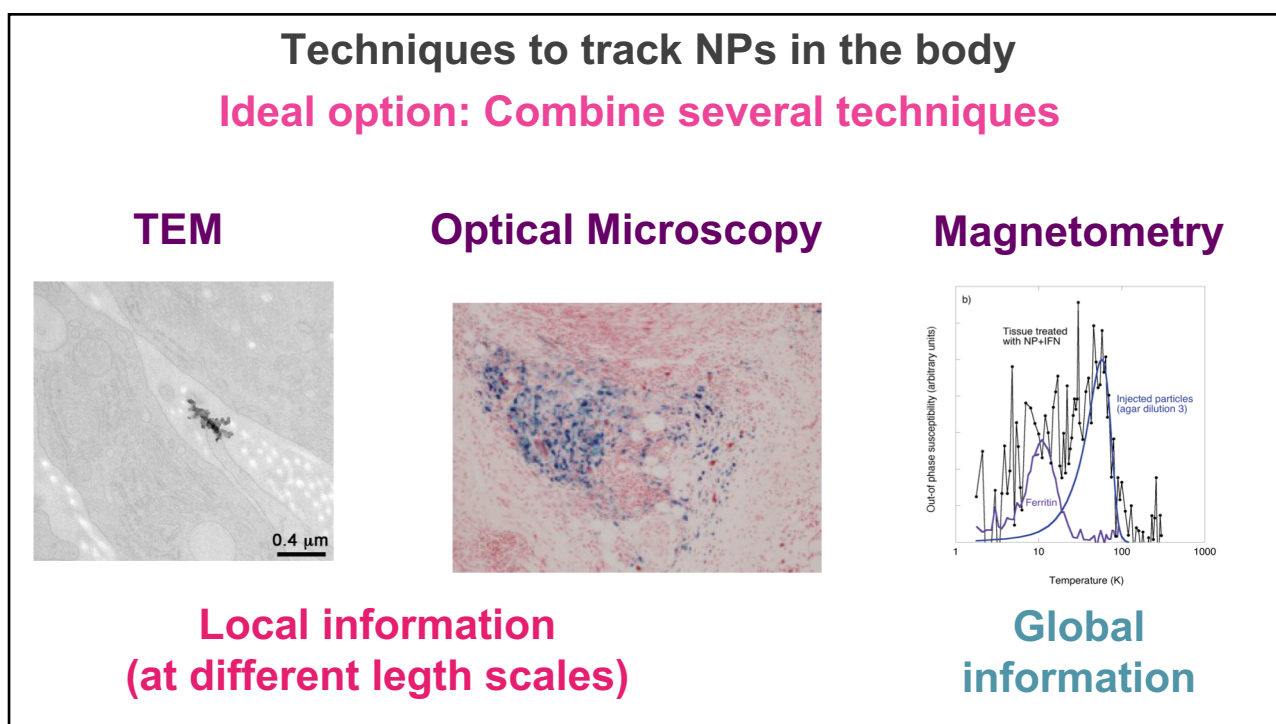 Techniques to track NPs in the body
Ideal option: Combine several techniques
TEM
Optical Microscopy
Magnetometry
0.4 μm
b)
Tissue treated
with NP+IFN
Injected particles
(agar dilution 3)
Ferritin
Out-of phase susceptibility (arbitrary units)
1
10
100
1000
Temperature (K)
Local information
(at different legth scales)
Global
information